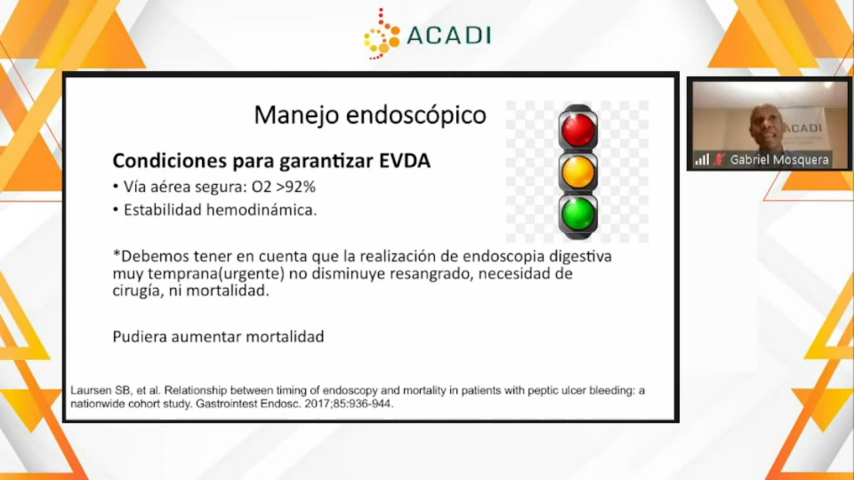 ACADI
Manejo endoscópico
Condiciones para garantizar EVDA
• Vía aérea segura: O2 >92%
• Estabilidad hemodinámica.
*Debemos tener en cuenta que la realización de endoscopia digestiva
muy temprana(urgente) no disminuye resangrado, necesidad de
cirugía, ni mortalidad.
Pudiera aumentar mortalidad
Laursen SB, et al. Relationship between timing of endoscopy and mortality in patients with peptic ulcer bleeding: a
nationwide cohort study. Gastrointest Endosc. 2017;85:936-944.
ACADI
Gabriel Mosquera